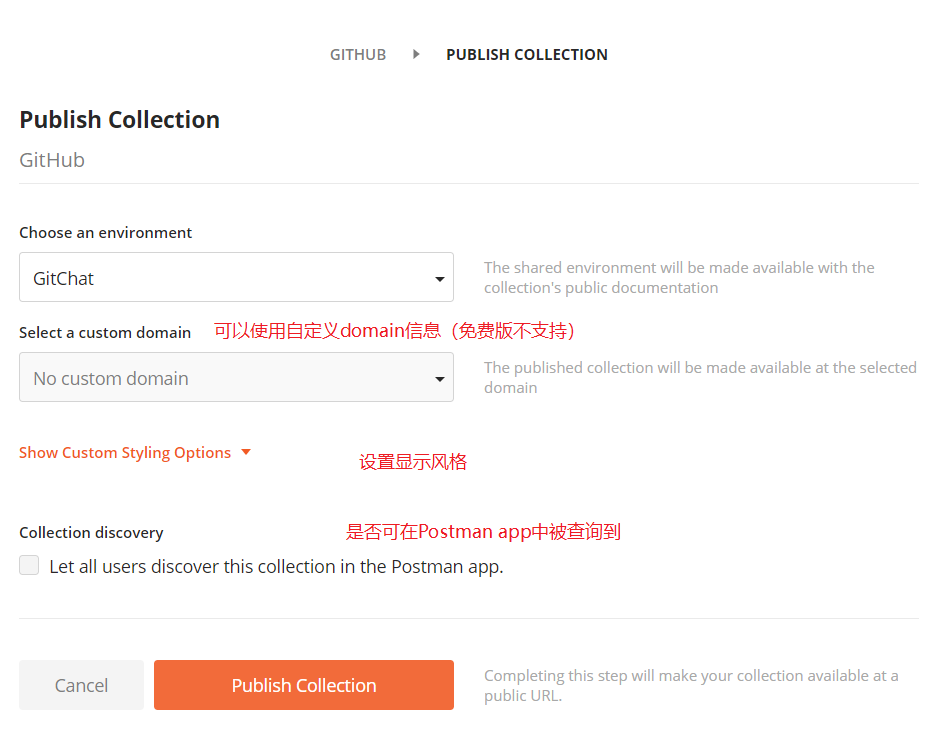 GITHUB PUBLISH COLLECTION
Publish Collection
GitHub
Choose an environment
GitChat
The shared environment will be made available with the
collection's public documentation
Select a custom domain 可以使用自定义domain信息（免费版不支持）
No custom domain
The published collection will be made available at the selected
domain
Show Custom Styling Options
设置显示风格
Collection discovery 是否可在Postman app中被查询到
Let all users discover this collection in the Postman app.
Cancel
Publish Collection
Completing this step will make your collection available at a
public URL.